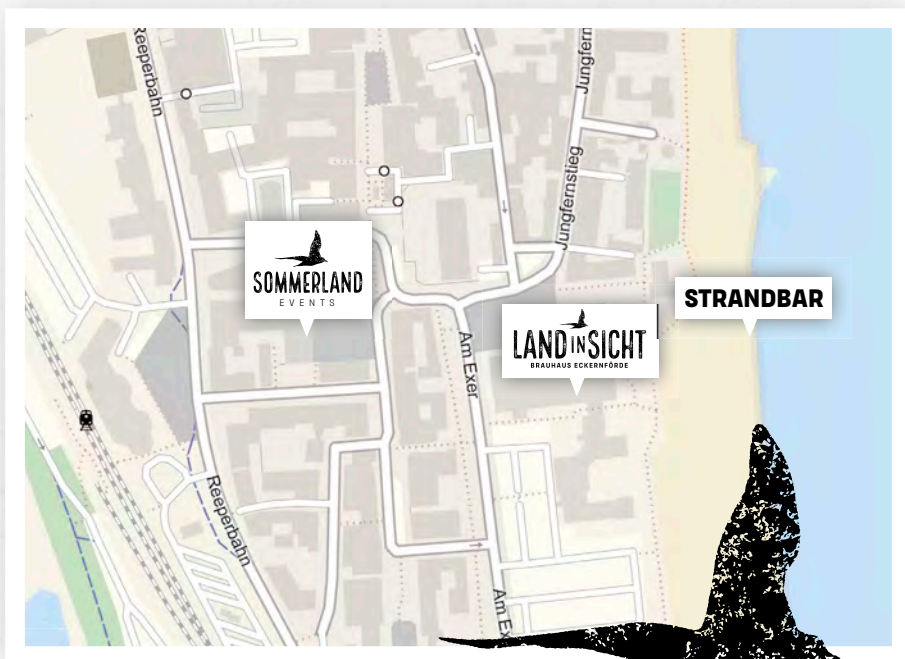 Reeperbahn
Jungfern
Jungfernstieg
SOMMERLAND
EVENTS
STRANDBAR
LAND IN SICHT
BRAUHAUS ECKERNFÖRDE
Am Exer
Reeperbahn
Am Ex